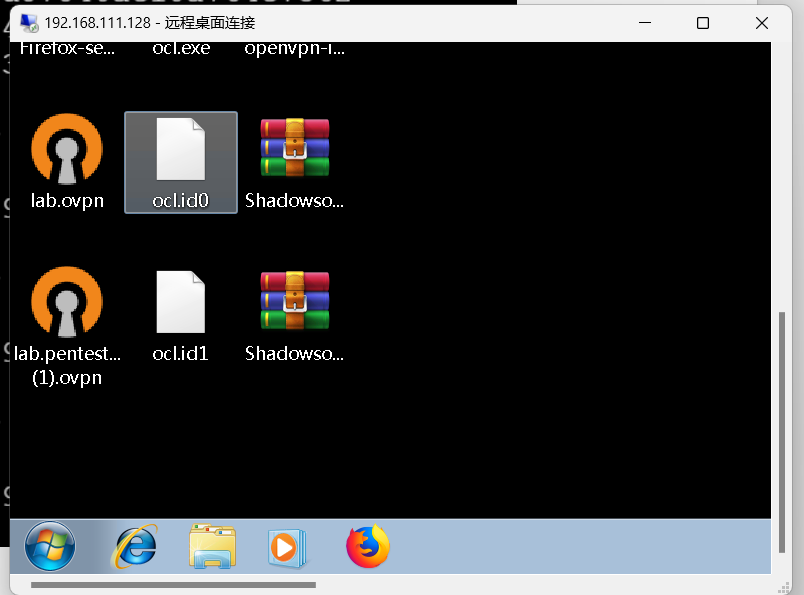 192.168.111.128 - 远程桌面连接
Firefox-se...
ocl.exe
openvpn-i...
lab.ovpn
ocl.id0
Shadowso...
lab.pentest...
(1).ovpn
ocl.id1
Shadowso...